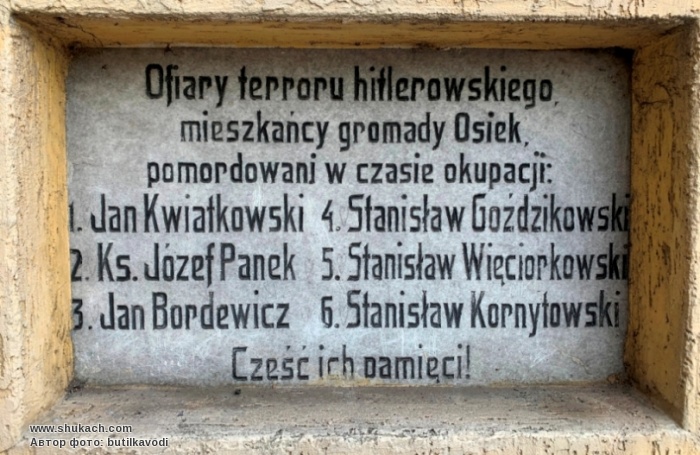 Ofiary terroru hitlerowskiego,
mieszkańcy gromady Osiek,
pomordowani w czasie okupacji:
1. Jan Kwiatkowski 4. Stanisław Goździkowski
2. Ks. Józef Panek 5. Stanisław Więciorkowski
3. Jan Bordewicz 6. Stanisław Kornytowski
Cześć ich pamięci!
www.shukach.com
Автор фото: butilkavodi